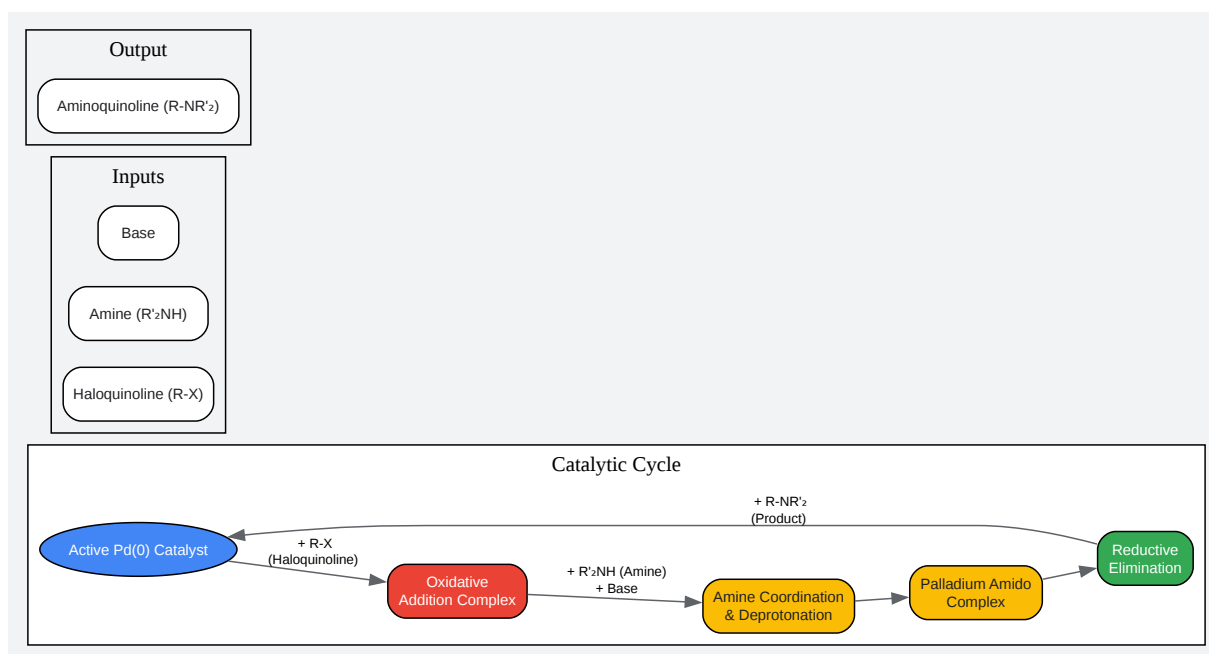 Output
Aminoquinoline (R-NR'₂)
Inputs
Base
Amine (R'₂NH)
Haloquinoline (R-X)
Catalytic Cycle
+ R-NR'₂
(Product)
Active Pd(0) Catalyst
+ R-X
(Haloquinoline)
Oxidative
Addition Complex
+ R'₂NH (Amine)
+ Base
Amine Coordination
& Deprotonation
Palladium Amido
Complex
Reductive
Elimination